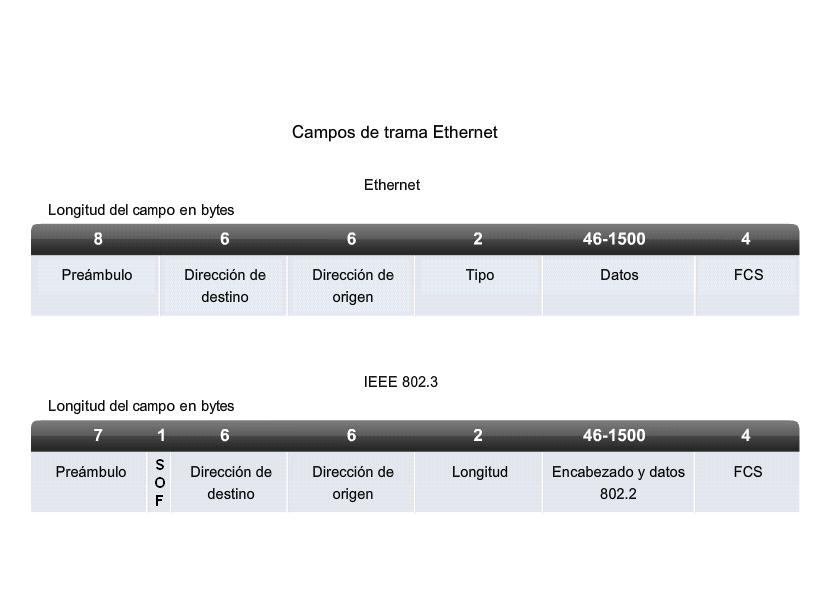 Campos de trama Ethernet
Ethernet
Longitud del campo en bytes
8 6 6 2 46-1500 4
Preámbulo Dirección de destino Dirección de origen Tipo Datos FCS
IEEE 802.3
Longitud del campo en bytes
7 1 6 6 2 46-1500 4
Preámbulo SOF Dirección de destino Dirección de origen Longitud Encabezado y datos 802.2 FCS